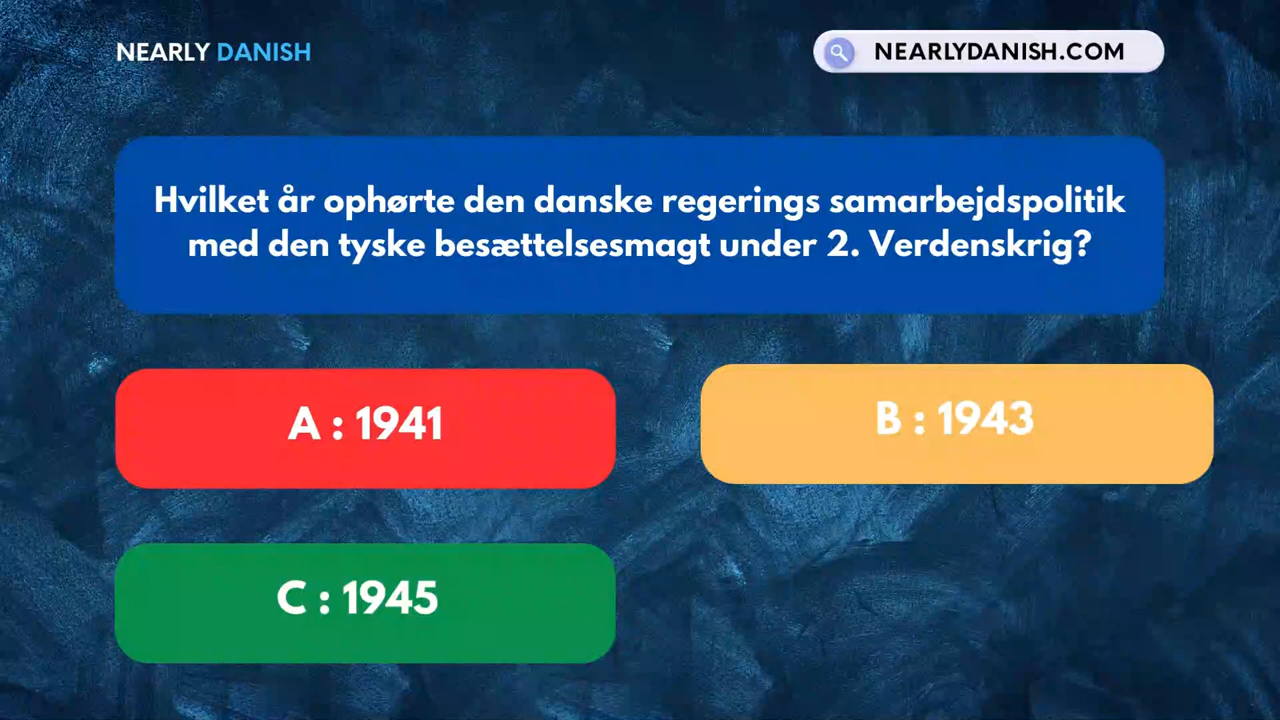 NEARLY DANISH
NEARLYDANISH.COM
Hvilket år ophørte den danske regerings samarbejdspolitik
med den tyske besættelsesmagt under 2. Verdenskrig?
A : 1941
B : 1943
C : 1945